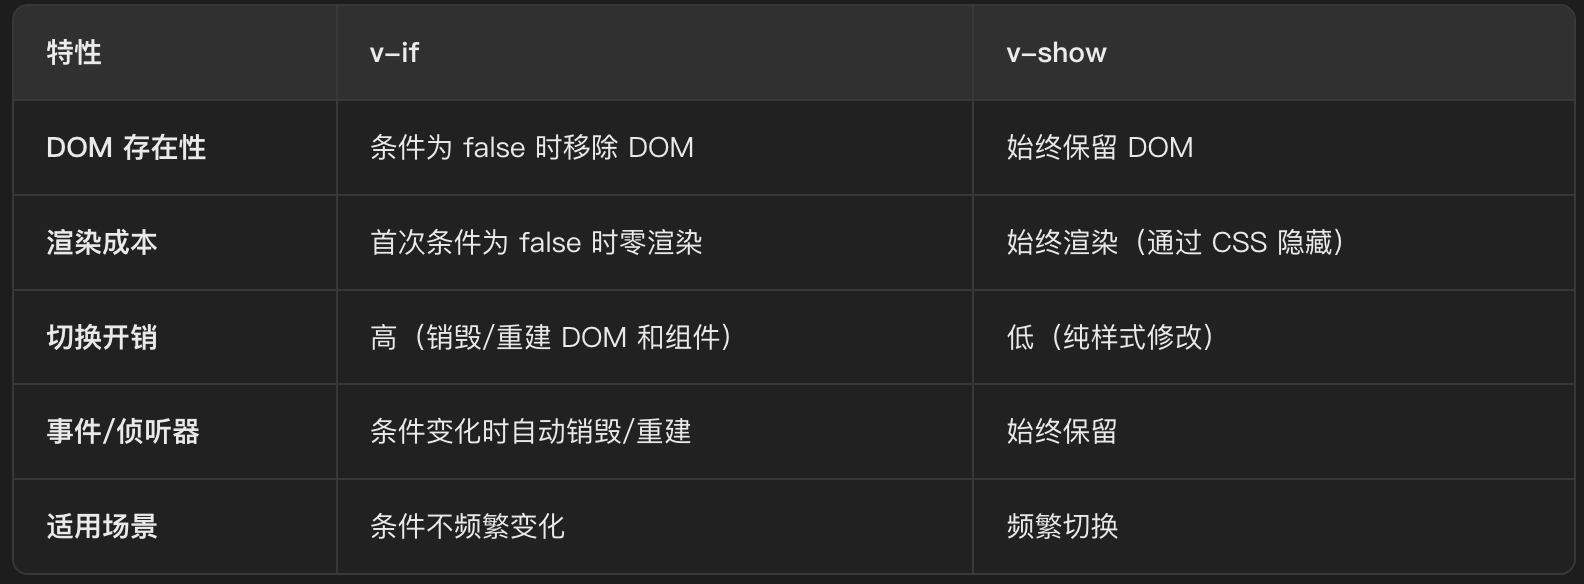 特性 v-if v-show
DOM 存在性 条件为 false 时移除 DOM 始终保留 DOM
渲染成本 首次条件为 false 时零渲染 始终渲染（通过 CSS 隐藏）
切换开销 高（销毁/重建 DOM 和组件） 低（纯样式修改）
事件/侦听器 条件变化时自动销毁/重建 始终保留
适用场景 条件不频繁变化 频繁切换